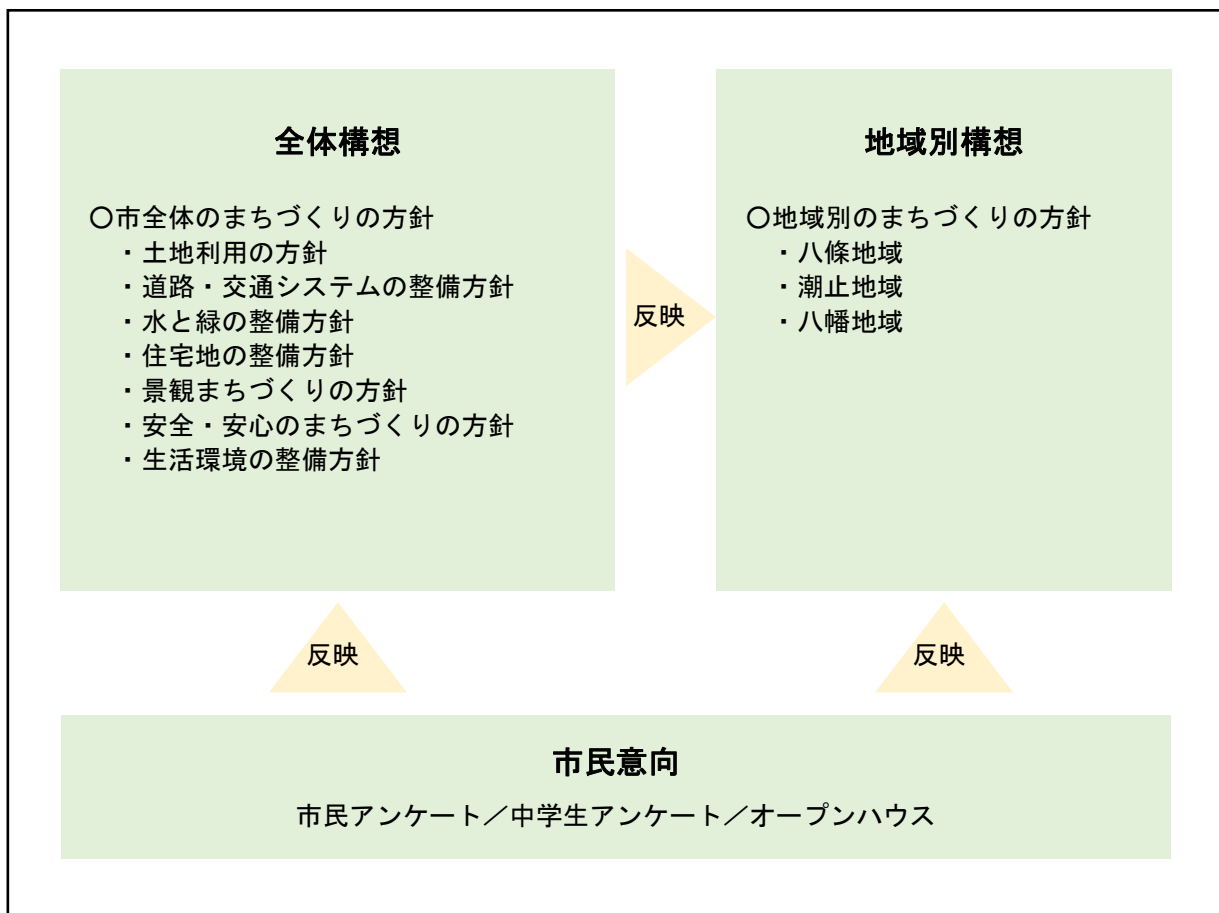 全体構想
〇市全体のまちづくりの方針
・土地利用の方針
・道路・交通システムの整備方針
・水と緑の整備方針
・住宅地の整備方針
・景観まちづくりの方針
・安全・安心のまちづくりの方針
・生活環境の整備方針
反映
地域別構想
〇地域別のまちづくりの方針
・八條地域
・潮止地域
・八幡地域
反映
反映
市民意向
市民アンケート／中学生アンケート／オープンハウス